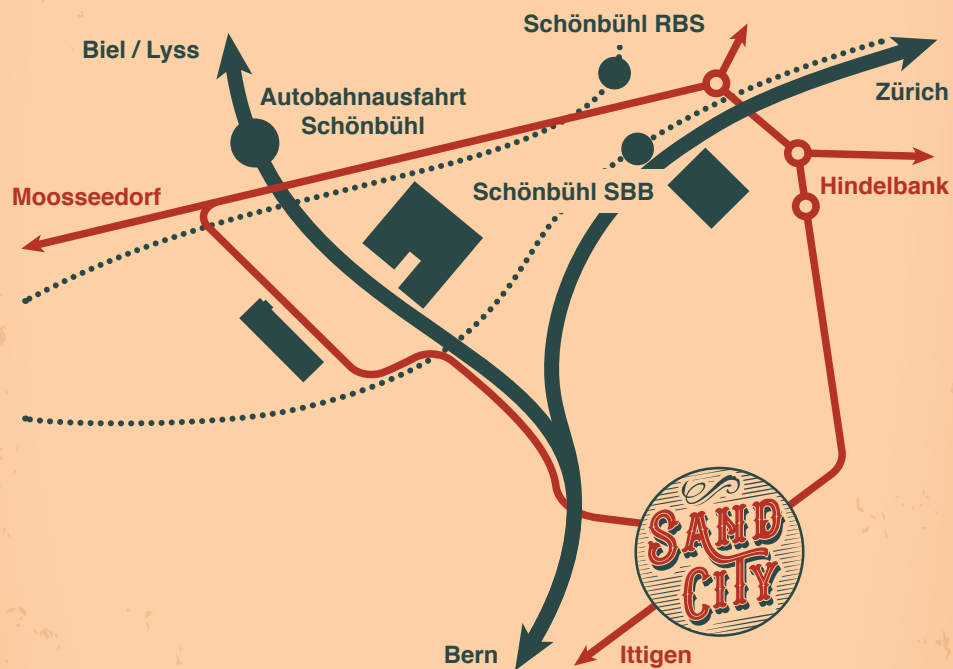 Schönbühl RBS
Biel / Lyss
Zürich
Autobahnausfahrt
Schönbühl
Moosseedorf
Schönbühl SBB
Hindelbank
SAND
CITY
Bern
Ittigen